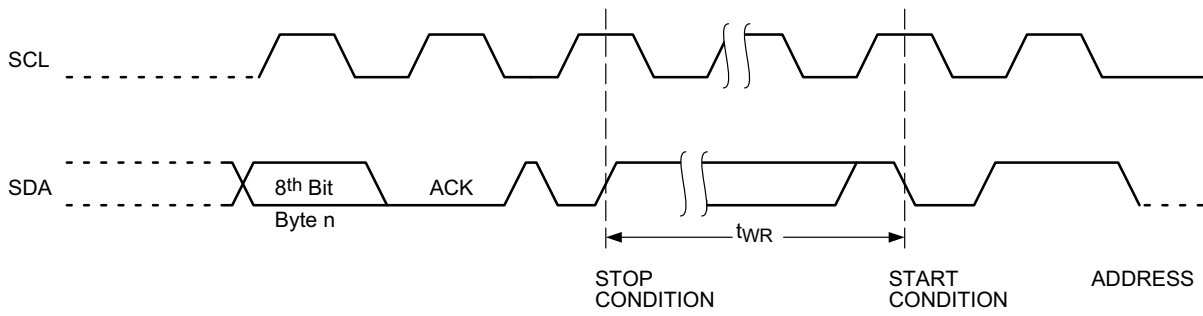 SCL
SDA
8th Bit
ACK
Byte n
tWR
STOP
CONDITION
START
CONDITION
ADDRESS